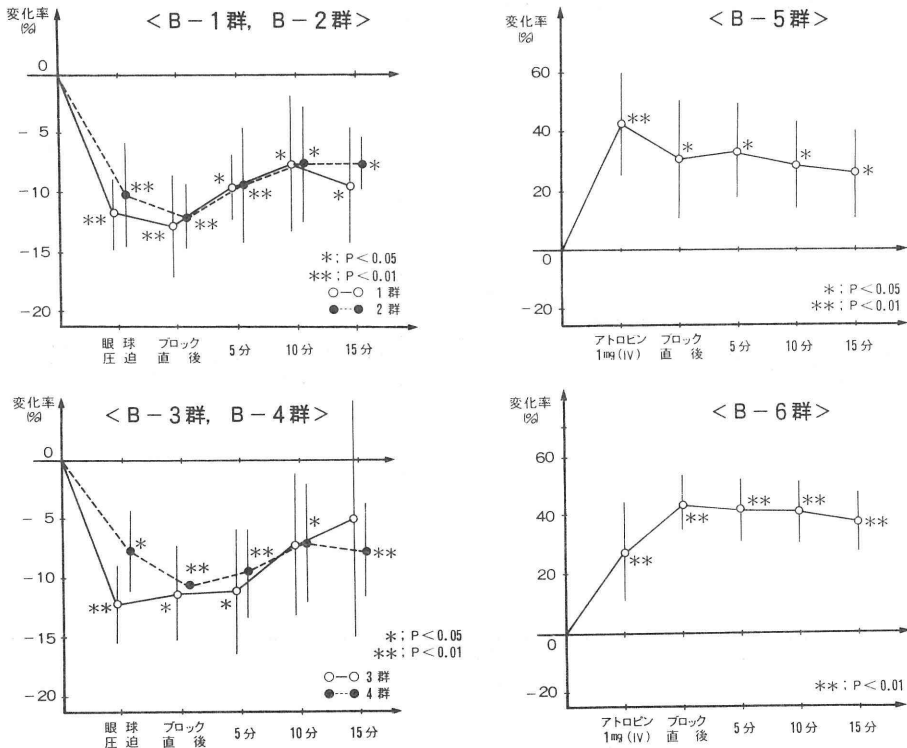 変化率
(%)
<B-1群, B-2群>
0
-5
-10
-15
-20
**
**
**
**
*
**
*
*
*
*
*; P<0.05
**; P<0.01
○─○ 1群
●---● 2群
眼球
圧迫
ブロック
直後
5分
10分
15分
変化率
(%)
<B-5群>
60
40
20
0
-20
**
*
*
*
*
*; P<0.05
**; P<0.01
アトロピン
1mg(IV)
ブロック
直後
5分
10分
15分
変化率
(%)
<B-3群, B-4群>
0
-5
-10
-15
-20
**
*
*
**
*
**
*
**
*; P<0.05
**; P<0.01
○─○ 3群
●---● 4群
眼球
圧迫
ブロック
直後
5分
10分
15分
変化率
(%)
<B-6群>
60
40
20
0
-20
**
**
**
**
**
**; P<0.01
アトロピン
1mg(IV)
ブロック
直後
5分
10分
15分